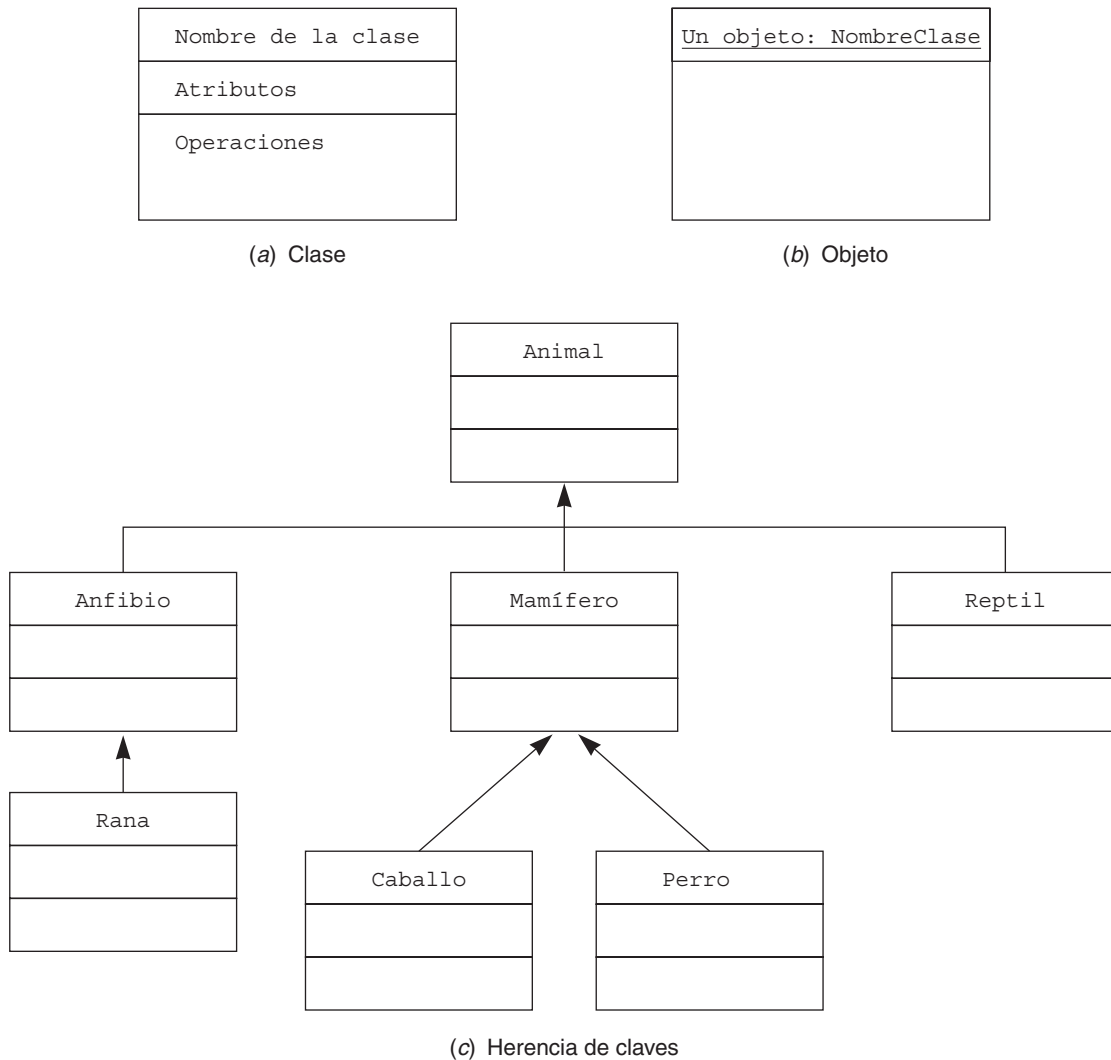 Nombre de la clase
Atributos
Operaciones
(a) Clase
Un objeto: NombreClase
(b) Objeto
Animal
Anfibio
Mamífero
Reptil
Rana
Caballo
Perro
(c) Herencia de claves